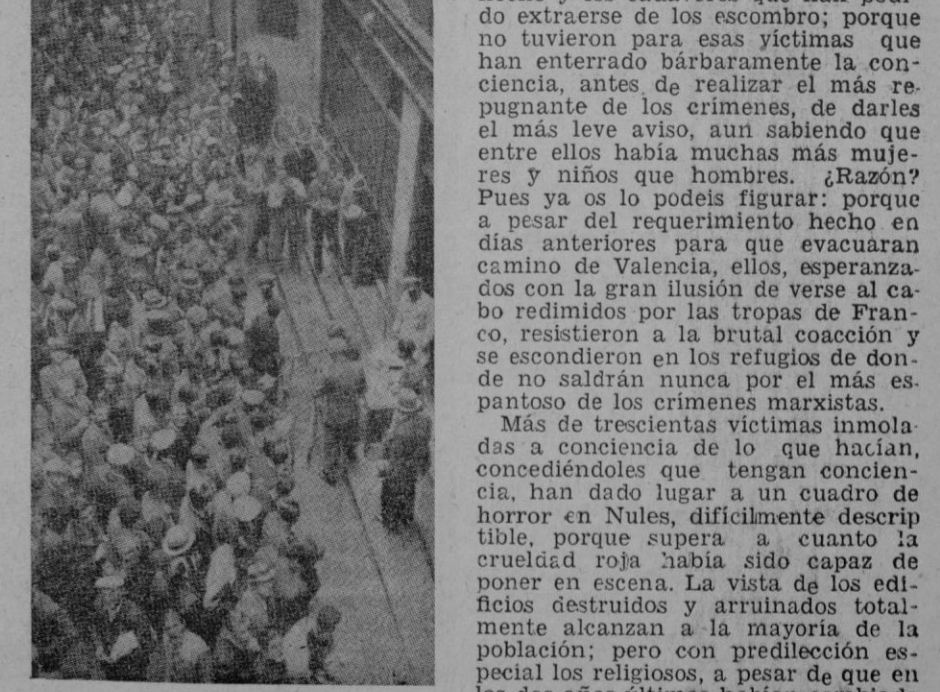 do extraerse de los escombro; porque
no tuvieron para esas yíctimas que
han enterrado bárbaramente la con-
ciencia, antes de realizar el más re-
pugnante de los crímenes, de darles
el más leve aviso, aun sabiendo que
entre ellos había muchas más muje-
res y niños que hombres. ¿Razón?
Pues ya os lo podeis figurar: porque
a pesar del requerimiento hecho en
días anteriores para que evacuaran
camino de Valencia, ellos, esperanza-
dos con la gran ilusión de verse al ca-
bo redimidos por las tropas de Fran-
co, resistieron a la brutal coacción y
se escondieron en los refugios de don-
de no saldrán nunca por el más es-
pantoso de los crímenes marxistas.
Más de trescientas víctimas inmola-
das a conciencia de lo que hacían,
concediéndoles que tengan concien-
cia, han dado lugar a un cuadro de
horror en Nules, difícilmente descrip
tible, porque supera a cuanto la
crueldad roja había sido capaz de
poner en escena. La vista de los edi-
ficios destruidos y arruinados total-
mente alcanzan a la mayoría de la
población; pero con predilección es-
pecial los religiosos, a pesar de que en